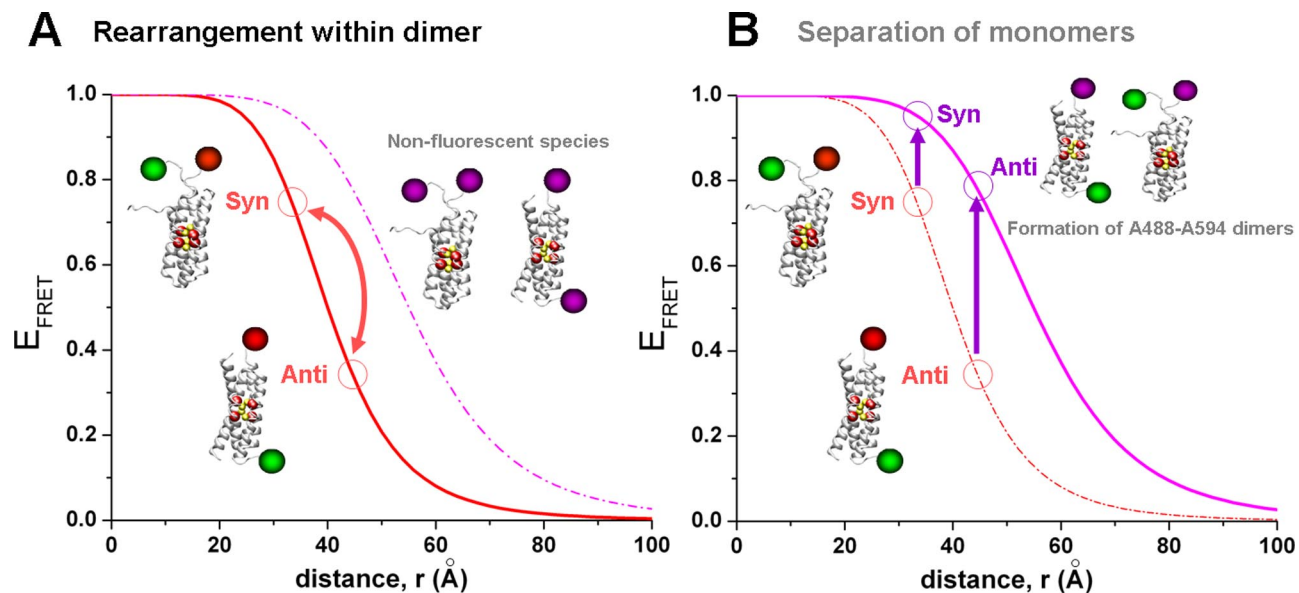 A Rearrangement within dimer
1.0
0.8
0.6
0.4
0.2
0.0
E_FRET
Syn
Anti
Non-fluorescent species
0 20 40 60 80 100
distance, r (Å)
B Separation of monomers
1.0
0.8
0.6
0.4
0.2
0.0
E_FRET
Syn
Anti
Syn
Anti
Formation of A488-A594 dimers
0 20 40 60 80 100
distance, r (Å)